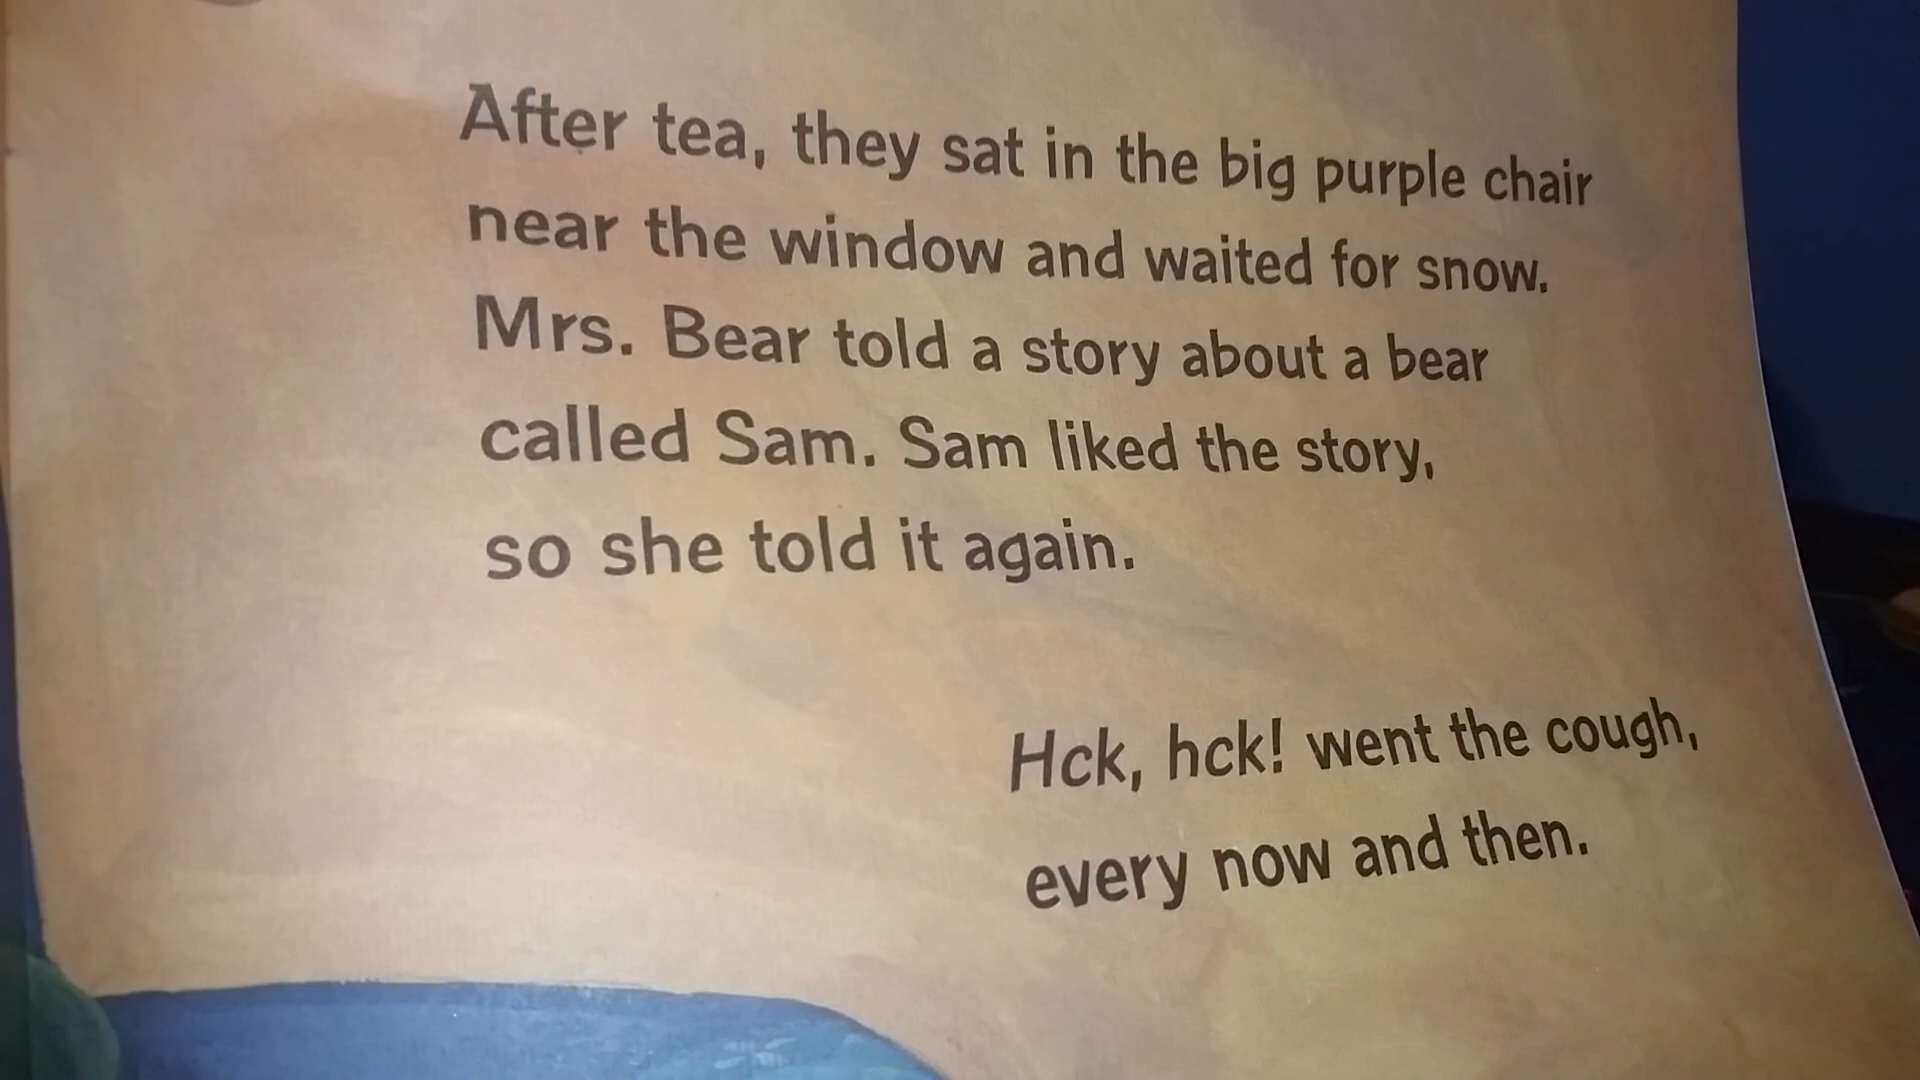 After tea, they sat in the big purple chair
near the window and waited for snow.
Mrs. Bear told a story about a bear
called Sam. Sam liked the story,
so she told it again.
Hck, hck! went the cough,
every now and then.